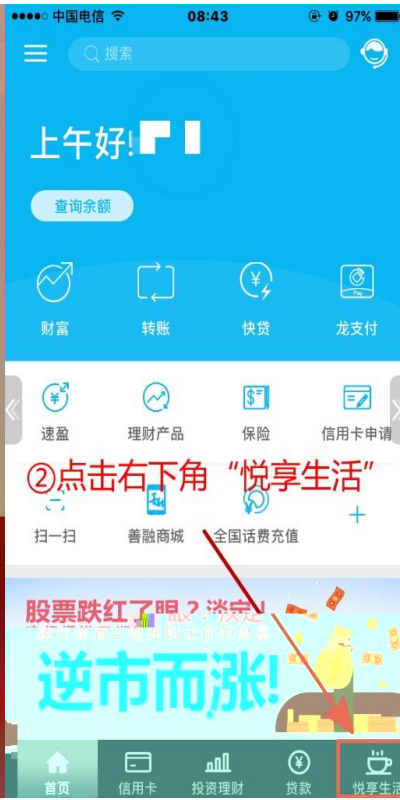 中国电信 08:43 97%
搜索
上午好!
查询余额
财富 转账 快贷 龙支付
速盈 理财产品 保险 信用卡申请
②点击右下角“悦享生活”
扫一扫 善融商城 全国话费充值
股票跌红了眼？淡定！
逆市而涨!
首页 信用卡 投资理财 贷款 悦享生活